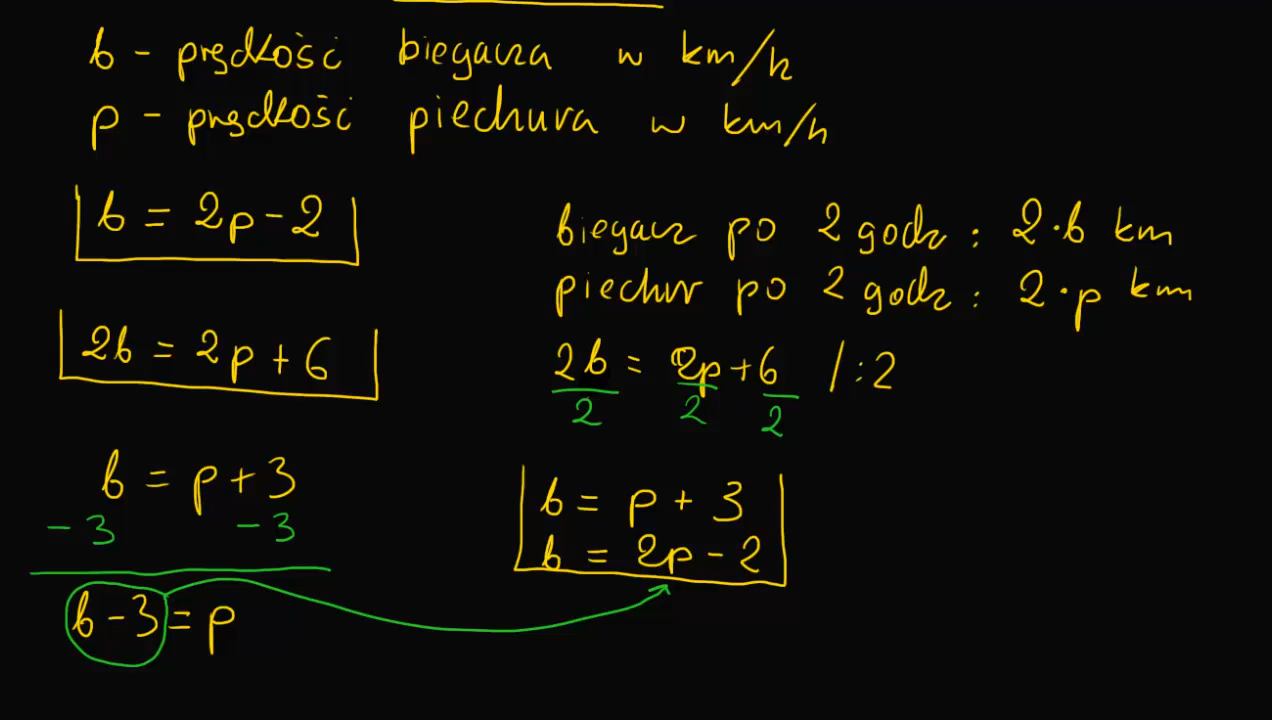 b - prędkość biegacza w km/h
p - prędkość piechura w km/h
b = 2p - 2
2b = 2p + 6
b = p + 3
- 3 - 3
b - 3 = p
biegacz po 2 godz : 2 · b km
piechur po 2 godz : 2 · p km
2b = 2p + 6 / : 2
2 2 2
b = p + 3
b = 2p - 2